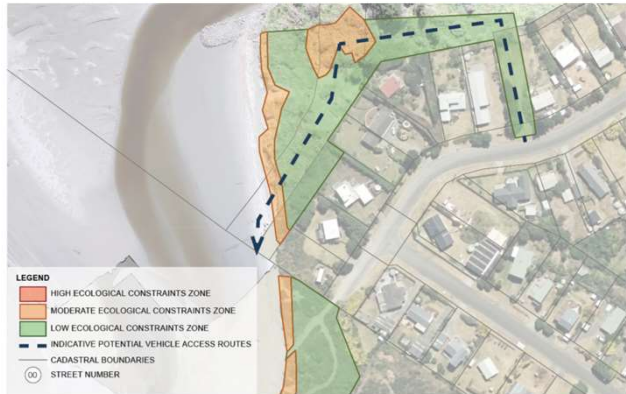 LEGEND
HIGH ECOLOGICAL CONSTRAINTS ZONE
MODERATE ECOLOGICAL CONSTRAINTS ZONE
LOW ECOLOGICAL CONSTRAINTS ZONE
INDICATIVE POTENTIAL VEHICLE ACCESS ROUTES
CADASTRAL BOUNDARIES
00 STREET NUMBER